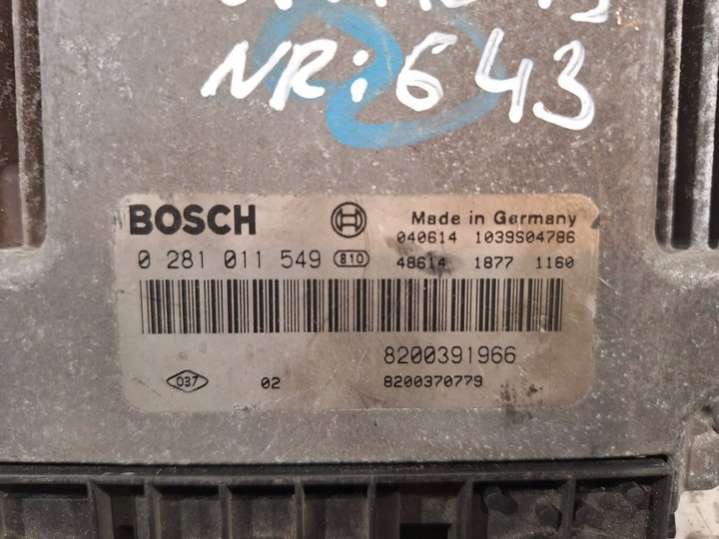 NR:643
BOSCH
Made in Germany
040614 1039S04786
0 281 011 549 810
48614 1877 1160
8200391966
037 02 8200370779